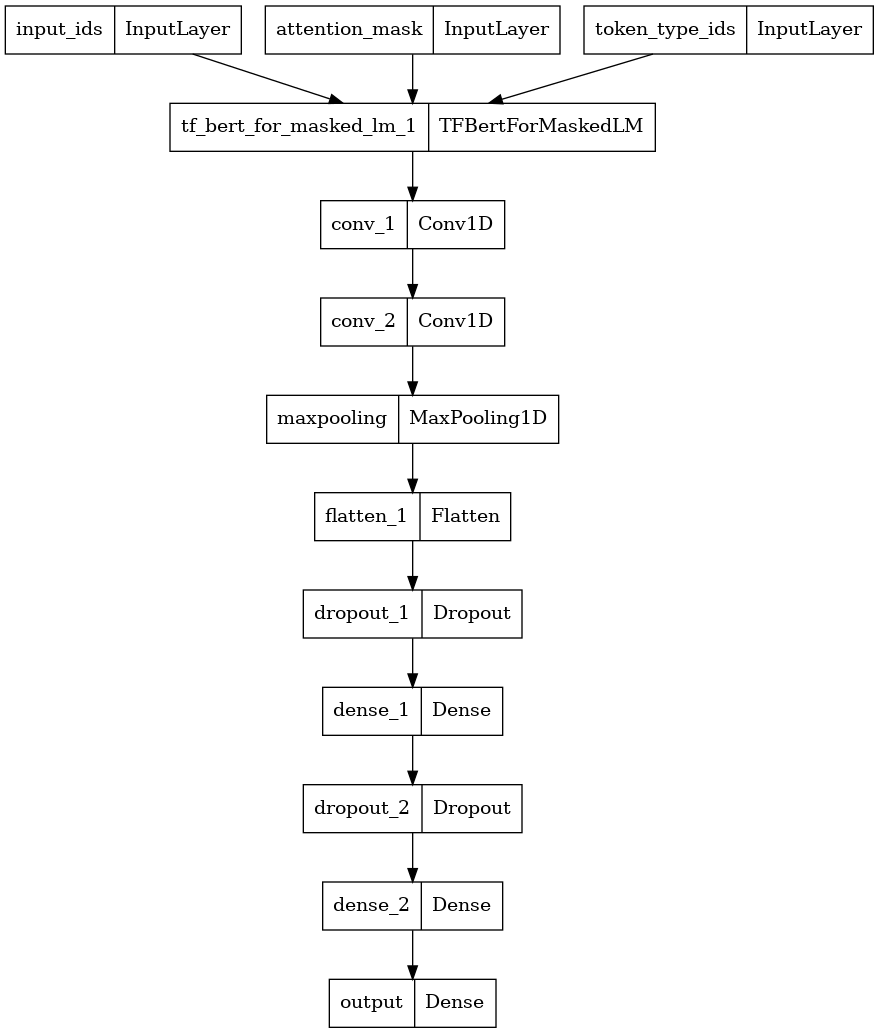 input_ids InputLayer attention_mask InputLayer token_type_ids InputLayer
tf_bert_for_masked_lm_1 TFBertForMaskedLM
conv_1 Conv1D
conv_2 Conv1D
maxpooling MaxPooling1D
flatten_1 Flatten
dropout_1 Dropout
dense_1 Dense
dropout_2 Dropout
dense_2 Dense
output Dense